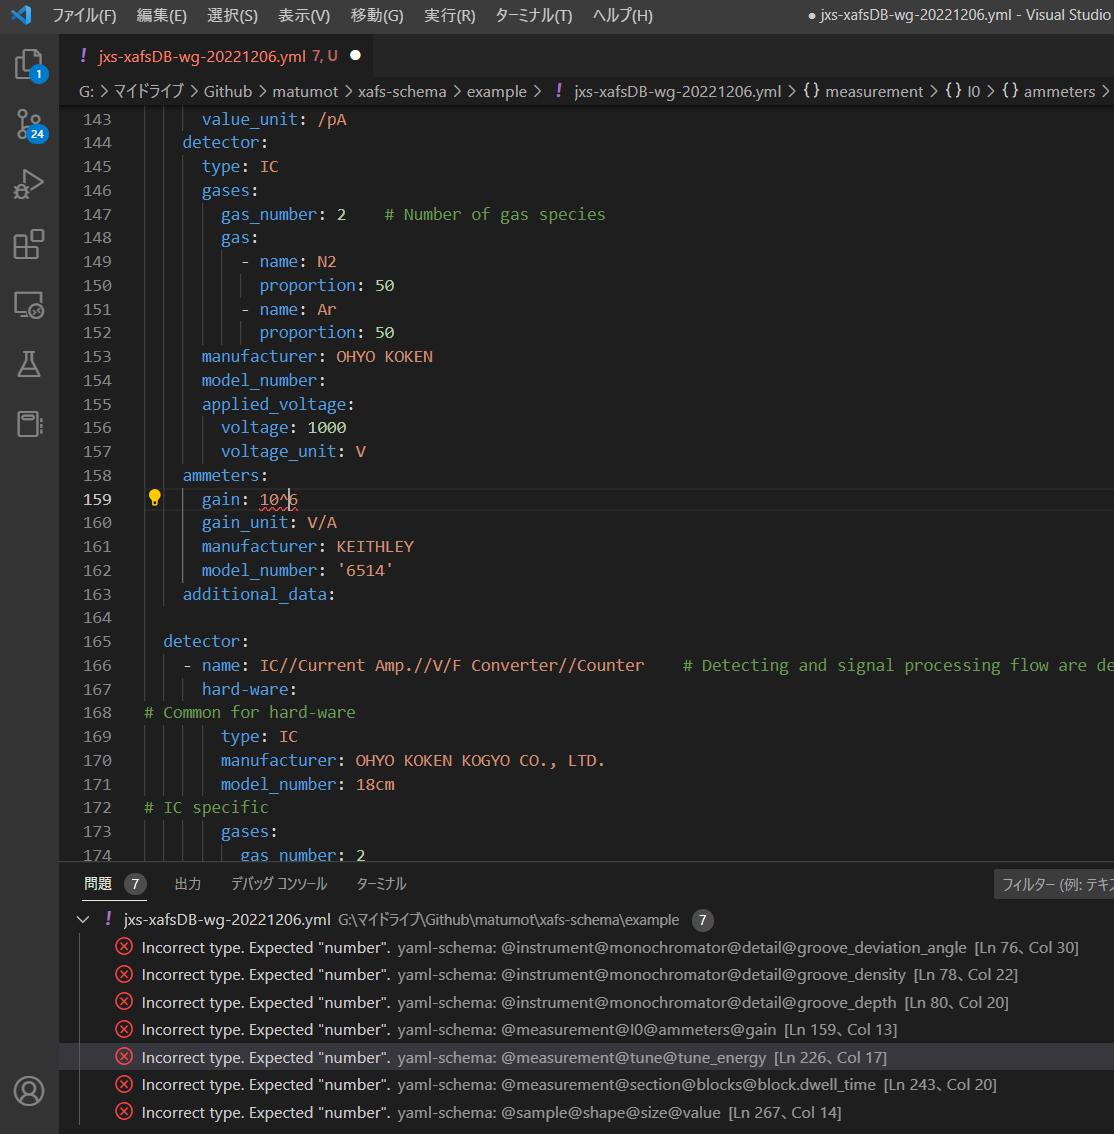 ファイル(F) 編集(E) 選択(S) 表示(V) 移動(G) 実行(R) ターミナル(T) ヘルプ(H) ● jxs-xafsDB-wg-20221206.yml - Visual Studio
! jxs-xafsDB-wg-20221206.yml 7, U ●
G: > マイドライブ > Github > matumot > xafs-schema > example > ! jxs-xafsDB-wg-20221206.yml > {} measurement > {} I0 > {} ammeters >
1
24
143 value_unit: /pA
144 detector:
145 type: IC
146 gases:
147 gas_number: 2 # Number of gas species
148 gas:
149 - name: N2
150 proportion: 50
151 - name: Ar
152 proportion: 50
153 manufacturer: OHYO KOKEN
154 model_number:
155 applied_voltage:
156 voltage: 1000
157 voltage_unit: V
158 ammeters:
159 gain: 10^6
160 gain_unit: V/A
161 manufacturer: KEITHLEY
162 model_number: '6514'
163 additional_data:
164
165 detector:
166 - name: IC//Current Amp.//V/F Converter//Counter # Detecting and signal processing flow are de
167 hard-ware:
168 # Common for hard-ware
169 type: IC
170 manufacturer: OHYO KOKEN KOGYO CO., LTD.
171 model_number: 18cm
172 # IC specific
173 gases:
174 gas_number: 2
問題 7 出力 デバッグ コンソール ターミナル フィルター (例: テキス
! jxs-xafsDB-wg-20221206.yml G:\マイドライブ\Github\matumot\xafs-schema\example 7
Incorrect type. Expected "number". yaml-schema: @instrument@monochromator@detail@groove_deviation_angle [Ln 76、Col 30]
Incorrect type. Expected "number". yaml-schema: @instrument@monochromator@detail@groove_density [Ln 78、Col 22]
Incorrect type. Expected "number". yaml-schema: @instrument@monochromator@detail@groove_depth [Ln 80、Col 20]
Incorrect type. Expected "number". yaml-schema: @measurement@I0@ammeters@gain [Ln 159、Col 13]
Incorrect type. Expected "number". yaml-schema: @measurement@tune@tune_energy [Ln 226、Col 17]
Incorrect type. Expected "number". yaml-schema: @measurement@section@blocks@block.dwell_time [Ln 243、Col 20]
Incorrect type. Expected "number". yaml-schema: @sample@shape@size@value [Ln 267、Col 14]